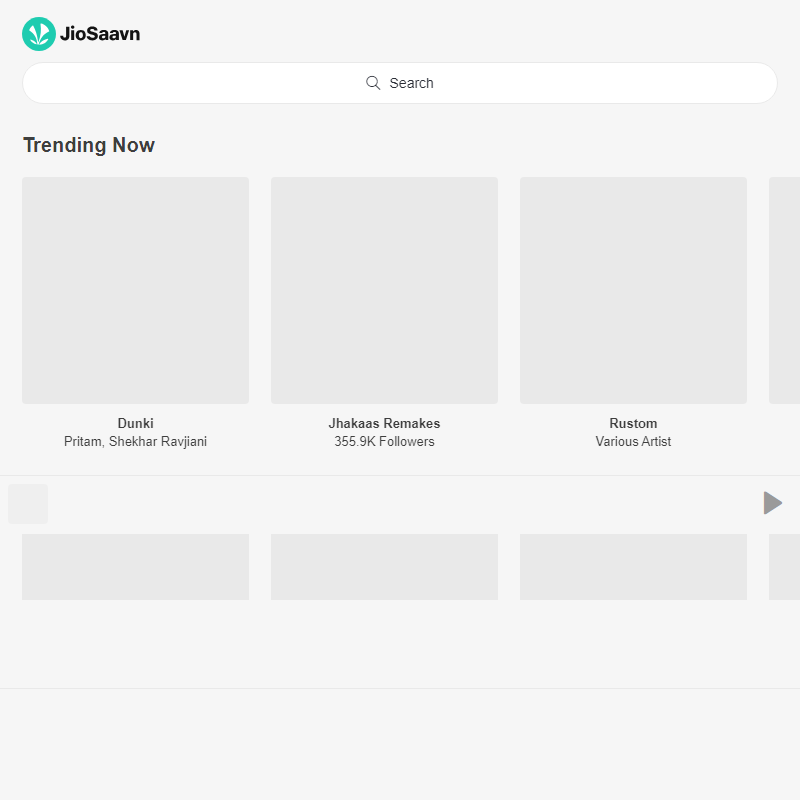 JioSaavn
Search
Trending Now
Dunki
Pritam, Shekhar Ravjiani
Jhakaas Remakes
355.9K Followers
Rustom
Various Artist